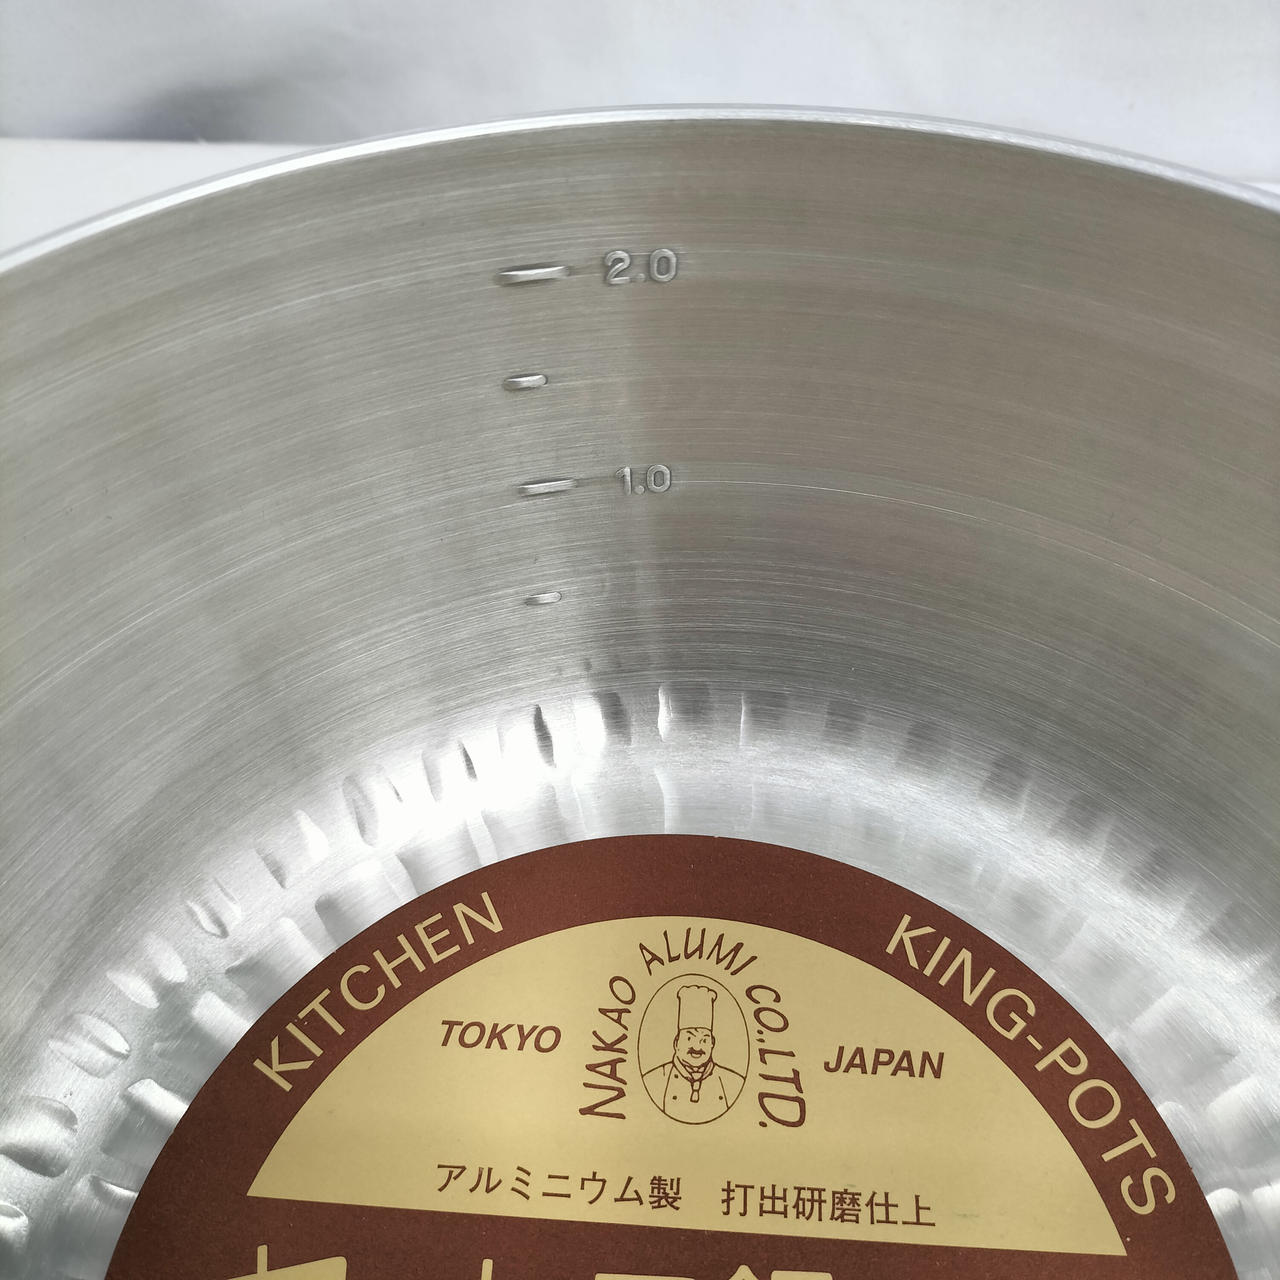 2.0
1.0
KITCHEN KING-POTS
NAKAO ALUMI CO.,LTD.
TOKYO JAPAN
アルミニウム製 打出研磨仕上